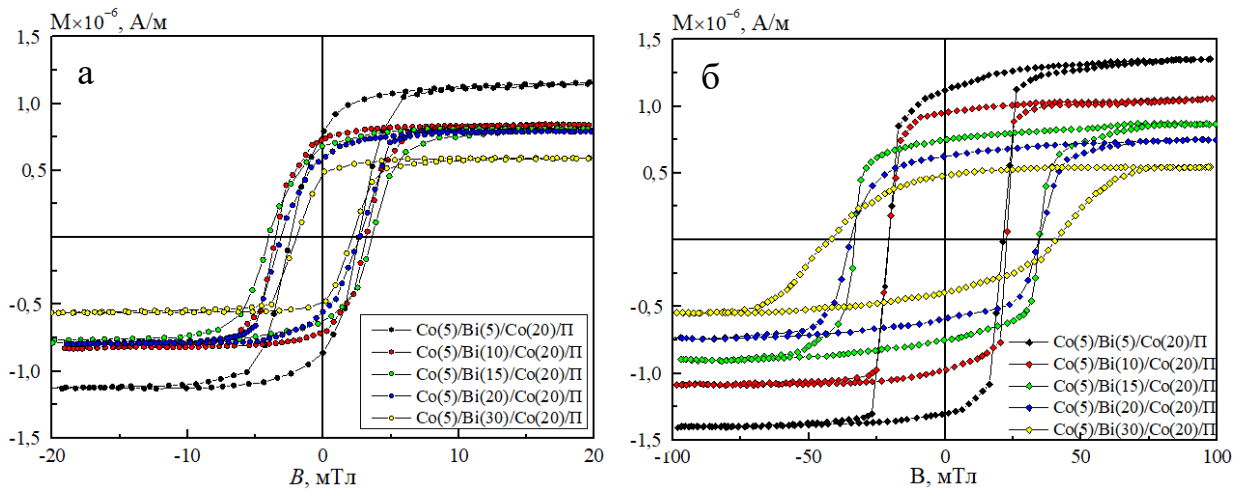 M×10⁻⁶, А/м
1,5
1,0
0,5
-0,5
-1,0
-1,5
-20
-10
0
10
20
B, мТл
а
Co(5)/Bi(5)/Co(20)/П
Co(5)/Bi(10)/Co(20)/П
Co(5)/Bi(15)/Co(20)/П
Co(5)/Bi(20)/Co(20)/П
Co(5)/Bi(30)/Co(20)/П
M×10⁻⁶, А/м
1,5
1,0
0,5
-0,5
-1,0
-1,5
-100
-50
0
50
100
В, мТл
б
Co(5)/Bi(5)/Co(20)/П
Co(5)/Bi(10)/Co(20)/П
Co(5)/Bi(15)/Co(20)/П
Co(5)/Bi(20)/Co(20)/П
Co(5)/Bi(30)/Co(20)/П